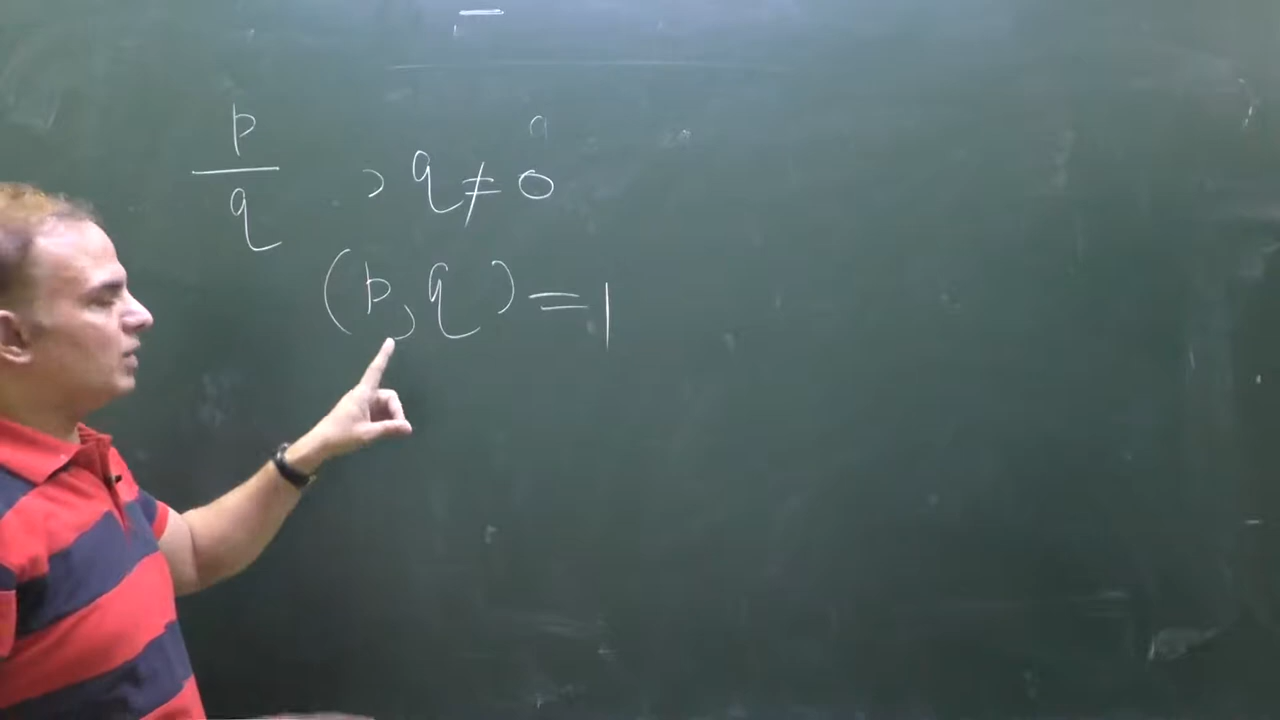 p/q , q ≠ 0
(p, q) = 1